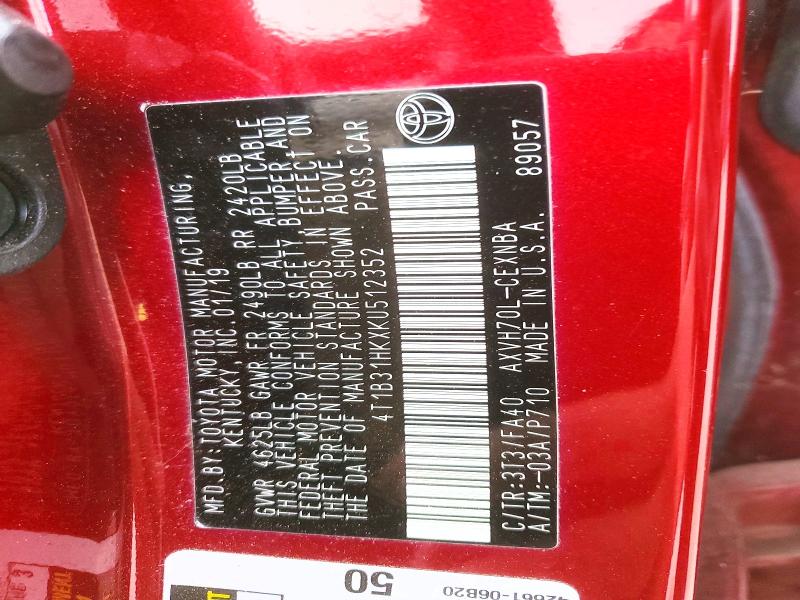 MFD.BY:TOYOTA MOTOR MANUFACTURING,
KENTUCKY, INC. 01/19
GVWR 4625LB GAWR FR 2490LB RR 2420LB
THIS VEHICLE CONFORMS TO ALL APPLICABLE
FEDERAL MOTOR VEHICLE SAFETY, BUMPER, AND
THEFT PREVENTION STANDARDS IN EFFECT ON
THE DATE OF MANUFACTURE SHOWN ABOVE.
4T1B31HKXKU512352 PASS.CAR
C/TR:3T3/FA40 AXVH70L-CEXNBA
A/TM:-03A/P710 MADE IN U.S.A. 89057
50
42661-06B20